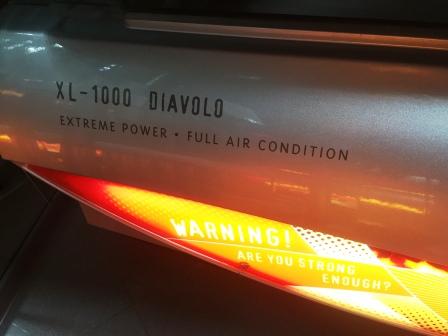 XL-1000 DIAVOLO
EXTREME POWER • FULL AIR CONDITION
WARNING!
ARE YOU STRONG
ENOUGH?